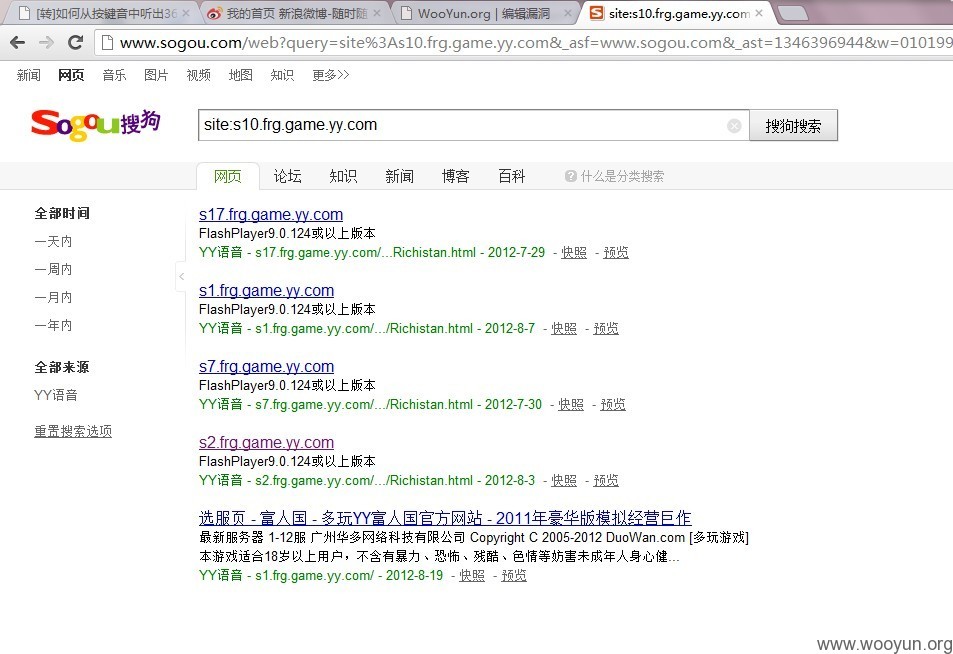 [转]如何从按键音中听出36
我的首页 新浪微博-随时随
WooYun.org | 编辑漏洞
site:s10.frg.game.yy.com
www.sogou.com/web?query=site%3As10.frg.game.yy.com&_asf=www.sogou.com&_ast=1346396944&w=010199
新闻 网页 音乐 图片 视频 地图 知识 更多>>
Sogou搜狗
site:s10.frg.game.yy.com
搜狗搜索
网页 论坛 知识 新闻 博客 百科 什么是分类搜索
全部时间
一天内
一周内
一月内
一年内
全部来源
YY语音
重置搜索选项
s17.frg.game.yy.com
FlashPlayer9.0.124或以上版本
YY语音 - s17.frg.game.yy.com/...Richistan.html - 2012-7-29 - 快照 - 预览
s1.frg.game.yy.com
FlashPlayer9.0.124或以上版本
YY语音 - s1.frg.game.yy.com/.../Richistan.html - 2012-8-7 - 快照 - 预览
s7.frg.game.yy.com
FlashPlayer9.0.124或以上版本
YY语音 - s7.frg.game.yy.com/.../Richistan.html - 2012-7-30 - 快照 - 预览
s2.frg.game.yy.com
FlashPlayer9.0.124或以上版本
YY语音 - s2.frg.game.yy.com/.../Richistan.html - 2012-8-3 - 快照 - 预览
选服页 - 富人国 - 多玩YY富人国官方网站 - 2011年豪华版模拟经营巨作
最新服务器 1-12服 广州华多网络科技有限公司 Copyright C 2005-2012 DuoWan.com [多玩游戏]
本游戏适合18岁以上用户，不含有暴力、恐怖、残酷、色情等妨害未成年人身心健...
YY语音 - s1.frg.game.yy.com/ - 2012-8-19 - 快照 - 预览
www.wooyun.org